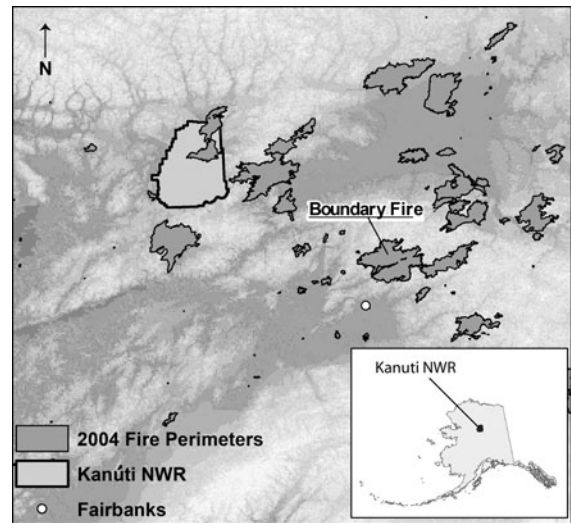 N
Boundary Fire
Kanuti NWR
2004 Fire Perimeters
Kanúti NWR
Fairbanks